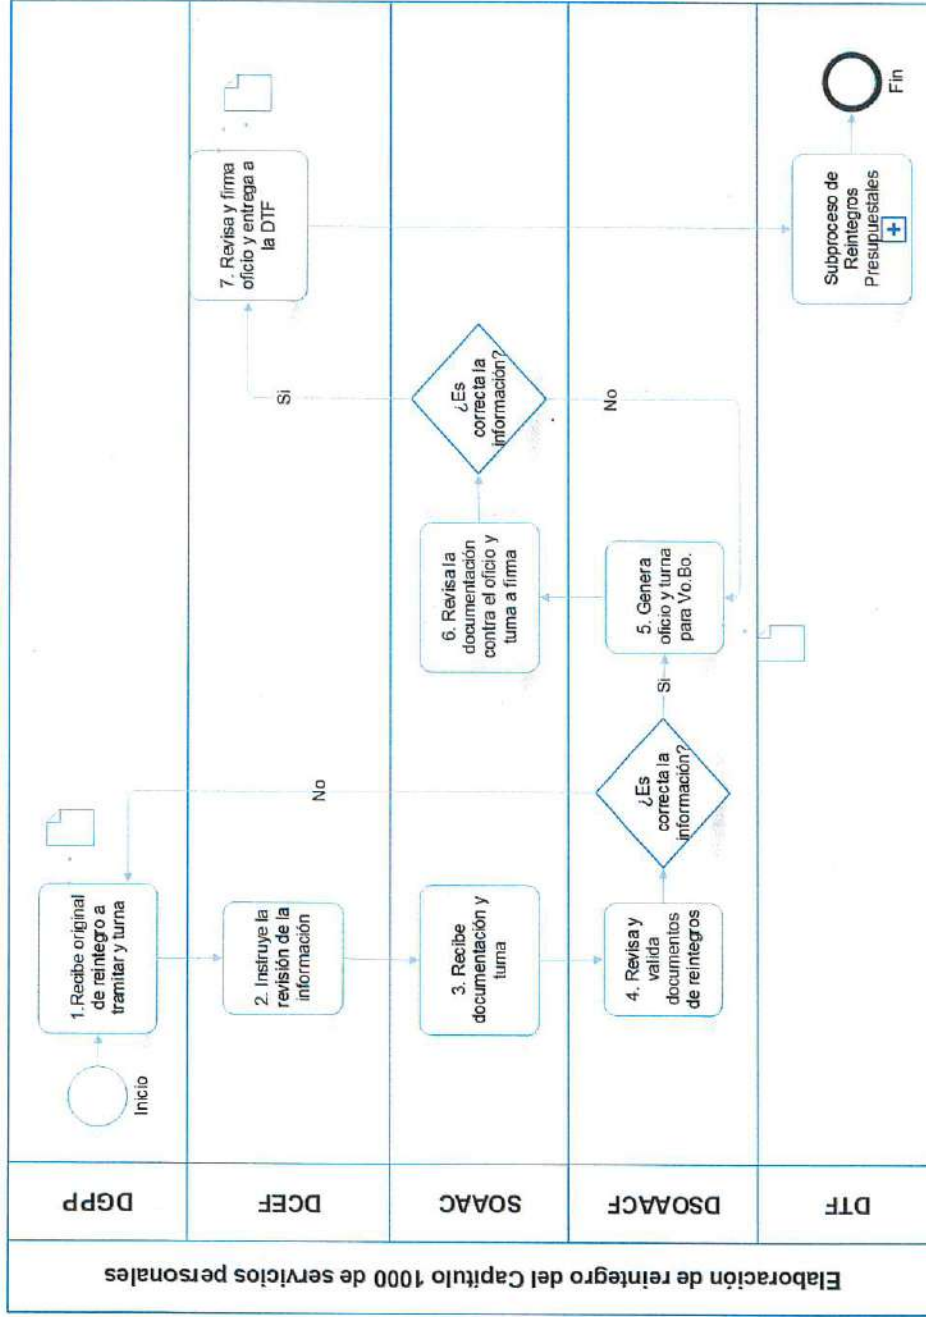 Elaboración de reintegro del Capítulo 1000 de servicios personales
DGPP
Inicio
1.Recibe original
de reintegro a
tramitar y turna
DCEF
2. Instruye la
revisión de la
información
No
Si
7. Revisa y firma
oficio y entrega a
la DTF
SOAAC
3. Recibe
documentación y
turna
6. Revisa la
documentación
contra el oficio y
turna a firma
¿Es
correcta la
información?
DSOAACF
4. Revisa y
valida
documentos
de reintegros
¿Es
correcta la
información?
Si
5. Genera
oficio y turna
para Vo.Bo.
No
DTF
Subproceso de
Reintegros
Presupuestales
Fin